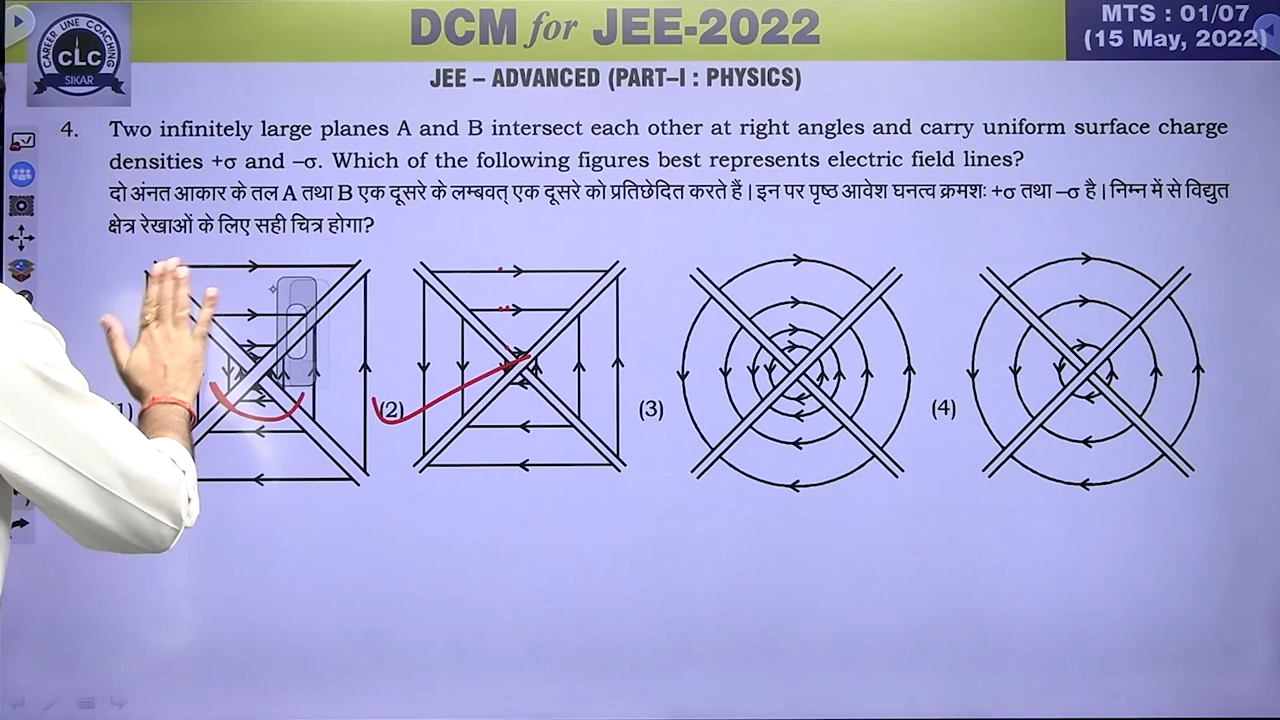 DCM for JEE-2022
MTS : 01/07
(15 May, 2022)
CAREER LINE COACHING
CLC
SIKAR
JEE – ADVANCED (PART–I : PHYSICS)
4. Two infinitely large planes A and B intersect each other at right angles and carry uniform surface charge
densities +σ and –σ. Which of the following figures best represents electric field lines?
दो अंनत आकार के तल A तथा B एक दूसरे के लम्बवत् एक दूसरे को प्रतिछेदित करते हैं। इन पर पृष्ठ आवेश घनत्व क्रमशः +σ तथा –σ है। निम्न में से विद्युत
क्षेत्र रेखाओं के लिए सही चित्र होगा?
(2) (3) (4)